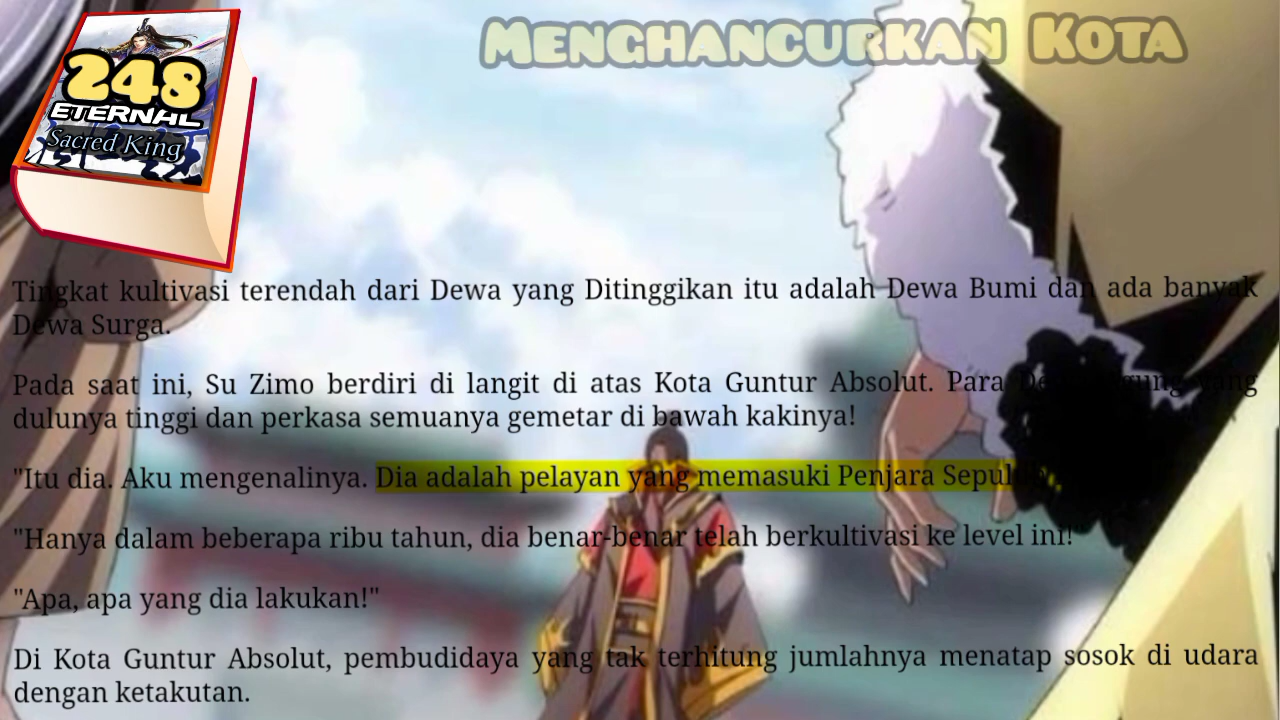 Menghancurkan Kota
248
ETERNAL
Sacred King
Tingkat kultivasi terendah dari Dewa yang Ditinggikan itu adalah Dewa Bumi dan ada banyak
Dewa Surga.
Pada saat ini, Su Zimo berdiri di langit di atas Kota Guntur Absolut. Para yang
dulunya tinggi dan perkasa semuanya gemetar di bawah kakinya!
"Itu dia. Aku mengenalinya. Dia adalah pelayan yang memasuki Penjara
"Hanya dalam beberapa ribu tahun, dia benar-benar telah berkultivasi ke level ini!"
"Apa, apa yang dia lakukan!"
Di Kota Guntur Absolut, pembudidaya yang tak terhitung jumlahnya menatap sosok di udara
dengan ketakutan.